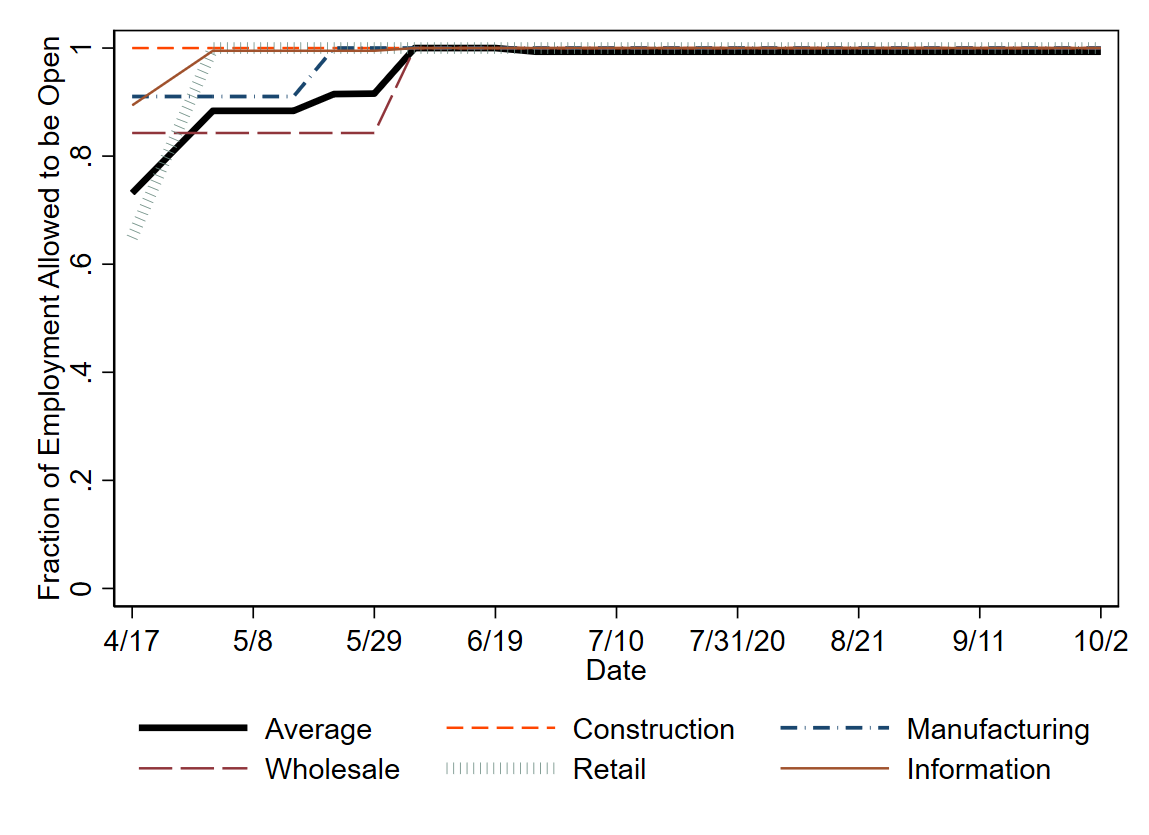 Fraction of Employment Allowed to be Open
1
.8
.6
.4
.2
0
4/17 5/8 5/29 6/19 7/10 7/31/20 8/21 9/11 10/2
Date
Average Construction Manufacturing
Wholesale Retail Information